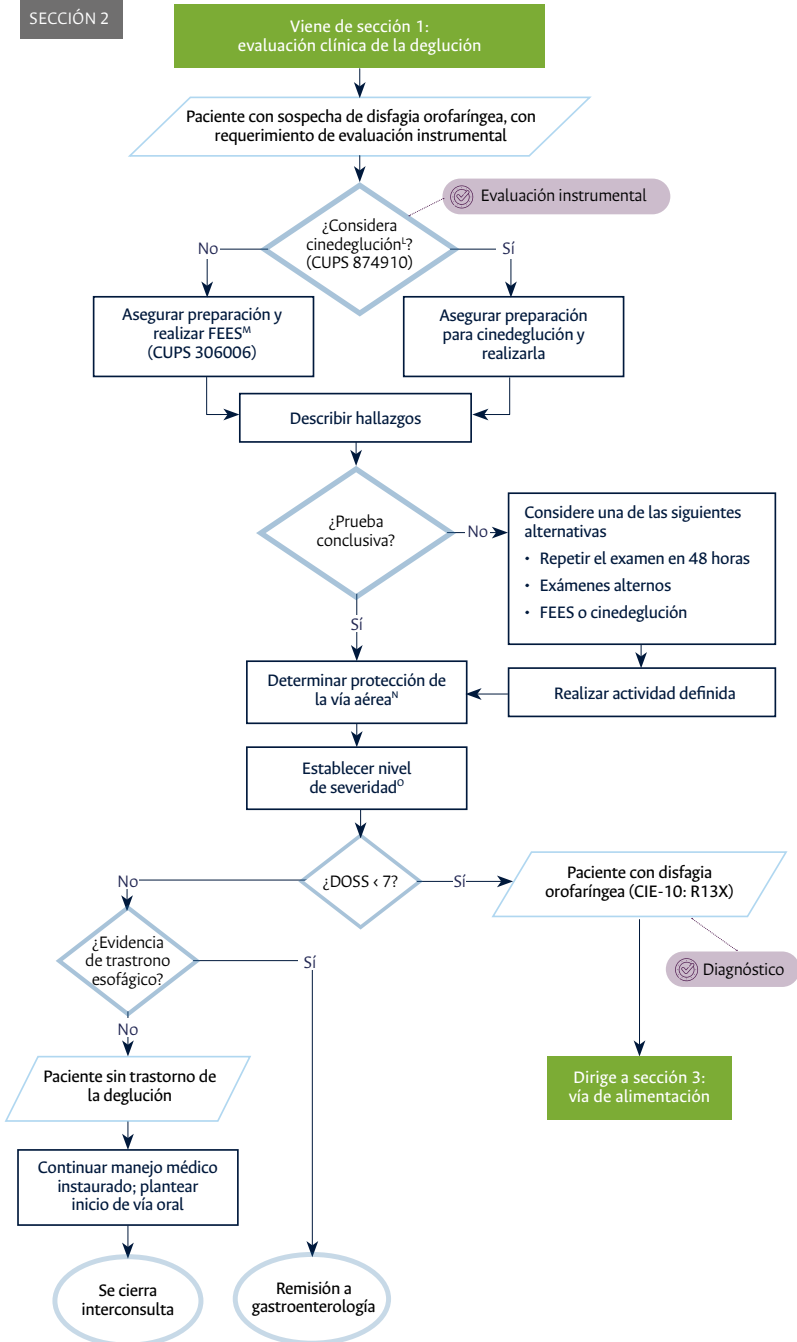 SECCIÓN 2
Viene de sección 1:
evaluación clínica de la deglución
Paciente con sospecha de disfagia orofaríngea, con
requerimiento de evaluación instrumental
Evaluación instrumental
¿Considera
cinedeglución^L?
(CUPS 874910)
No
Sí
Asegurar preparación y
realizar FEES^M
(CUPS 306006)
Asegurar preparación
para cinedeglución y
realizarla
Describir hallazgos
¿Prueba
conclusiva?
No
Considere una de las siguientes
alternativas
• Repetir el examen en 48 horas
• Exámenes alternos
• FEES o cinedeglución
Sí
Determinar protección de
la vía aérea^N
Realizar actividad definida
Establecer nivel
de severidad^O
¿DOSS < 7?
No
Sí
Paciente con disfagia
orofaríngea (CIE-10: R13X)
Diagnóstico
¿Evidencia
de trastrono
esofágico?
Sí
No
Paciente sin trastorno de
la deglución
Dirige a sección 3:
vía de alimentación
Continuar manejo médico
instaurado; plantear
inicio de vía oral
Se cierra
interconsulta
Remisión a
gastroenterología